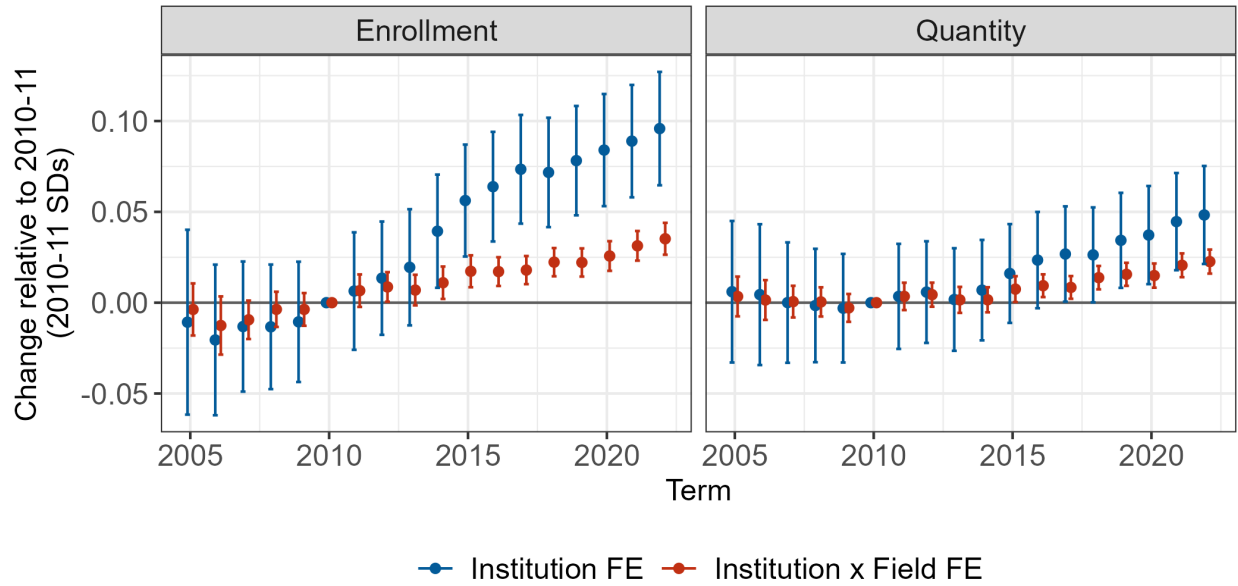 Enrollment
Quantity
Change relative to 2010-11
(2010-11 SDs)
0.10
0.05
0.00
-0.05
2005
2010
2015
2020
2005
2010
2015
2020
Term
Institution FE
Institution x Field FE